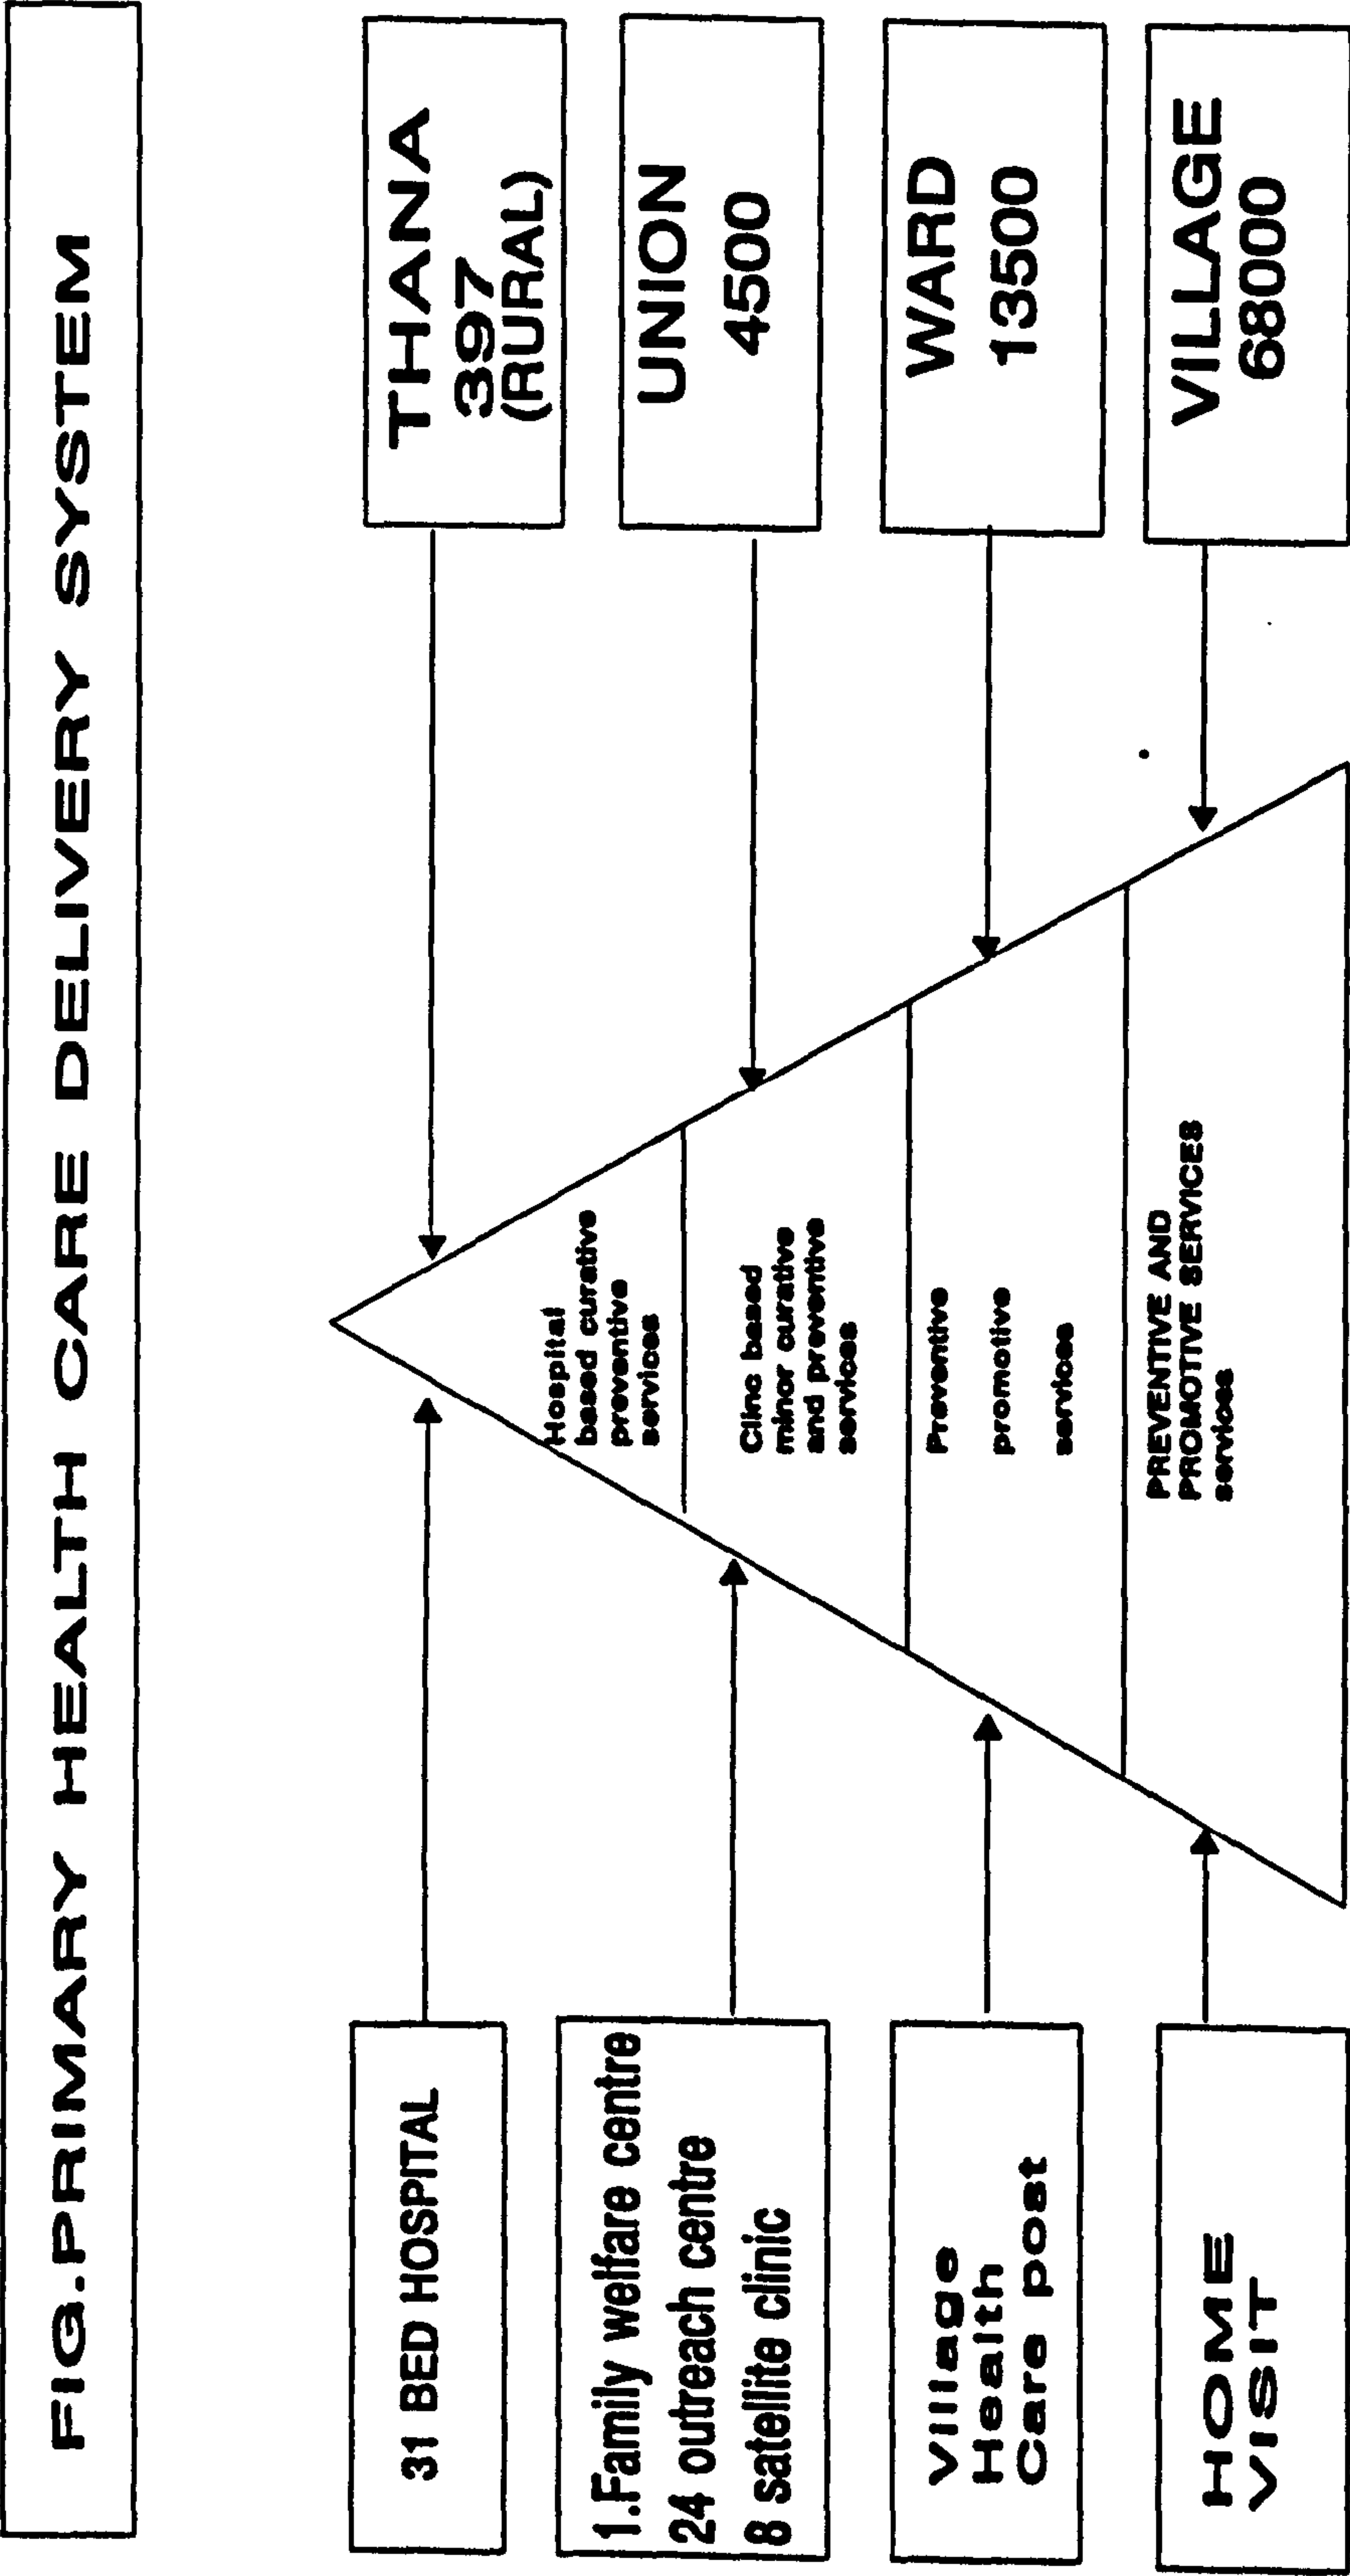 FIG.PRIMARY HEALTH CARE DELIVERY SYSTEM
31 BED HOSPITAL
Hospital
based curative
preventive
services
THANA
397
(RURAL)
1.Family welfare centre
24 outreach centre
8 satellite clinic
Clinc based
minor curative
and preventive
services
UNION
4500
Village
Health
Care post
Preventive
promotive
services
WARD
13500
HOME
VISIT
PREVENTIVE AND
PROMOTIVE SERVICES
services
VILLAGE
68000